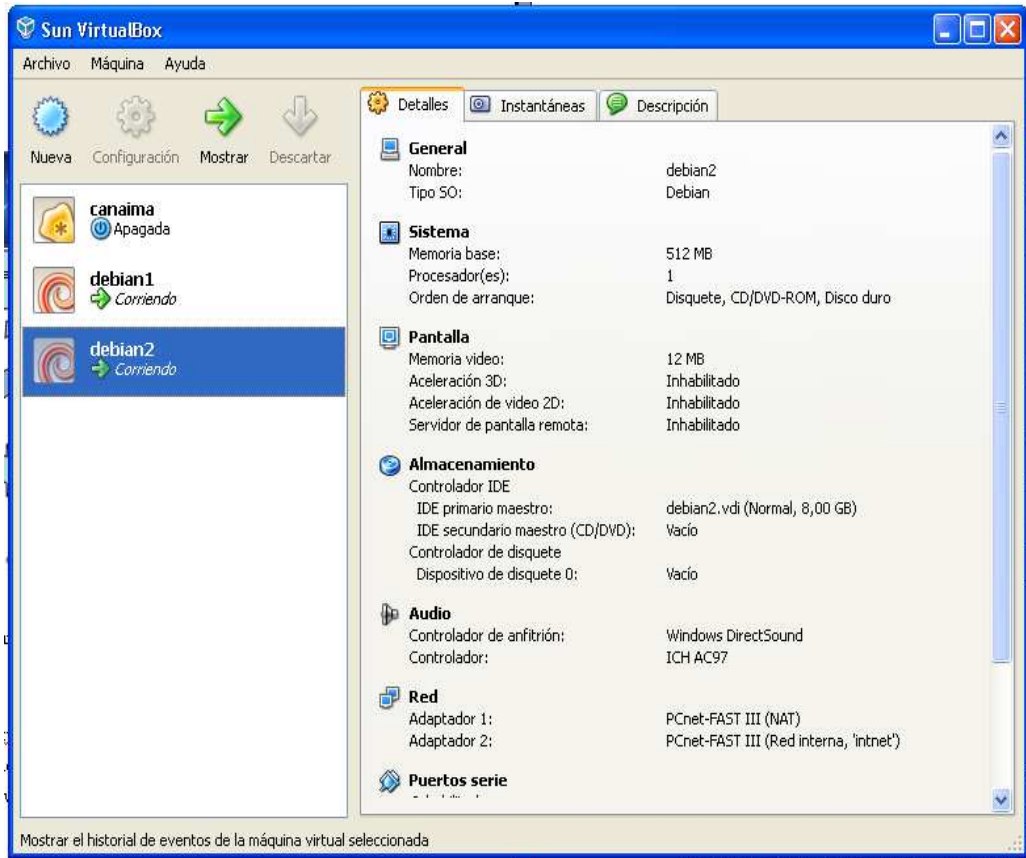 Sun VirtualBox
Archivo Máquina Ayuda
Nueva Configuración Mostrar Descartar
canaima
Apagada
debian1
Corriendo
debian2
Corriendo
Detalles Instantáneas Descripción
General
Nombre: debian2
Tipo SO: Debian
Sistema
Memoria base: 512 MB
Procesador(es): 1
Orden de arranque: Disquete, CD/DVD-ROM, Disco duro
Pantalla
Memoria video: 12 MB
Aceleración 3D: Inhabilitado
Aceleración de video 2D: Inhabilitado
Servidor de pantalla remota: Inhabilitado
Almacenamiento
Controlador IDE
IDE primario maestro: debian2.vdi (Normal, 8,00 GB)
IDE secundario maestro (CD/DVD): Vacío
Controlador de disquete
Dispositivo de disquete 0: Vacío
Audio
Controlador de anfitrión: Windows DirectSound
Controlador: ICH AC97
Red
Adaptador 1: PCnet-FAST III (NAT)
Adaptador 2: PCnet-FAST III (Red interna, 'intnet')
Puertos serie
Mostrar el historial de eventos de la máquina virtual seleccionada